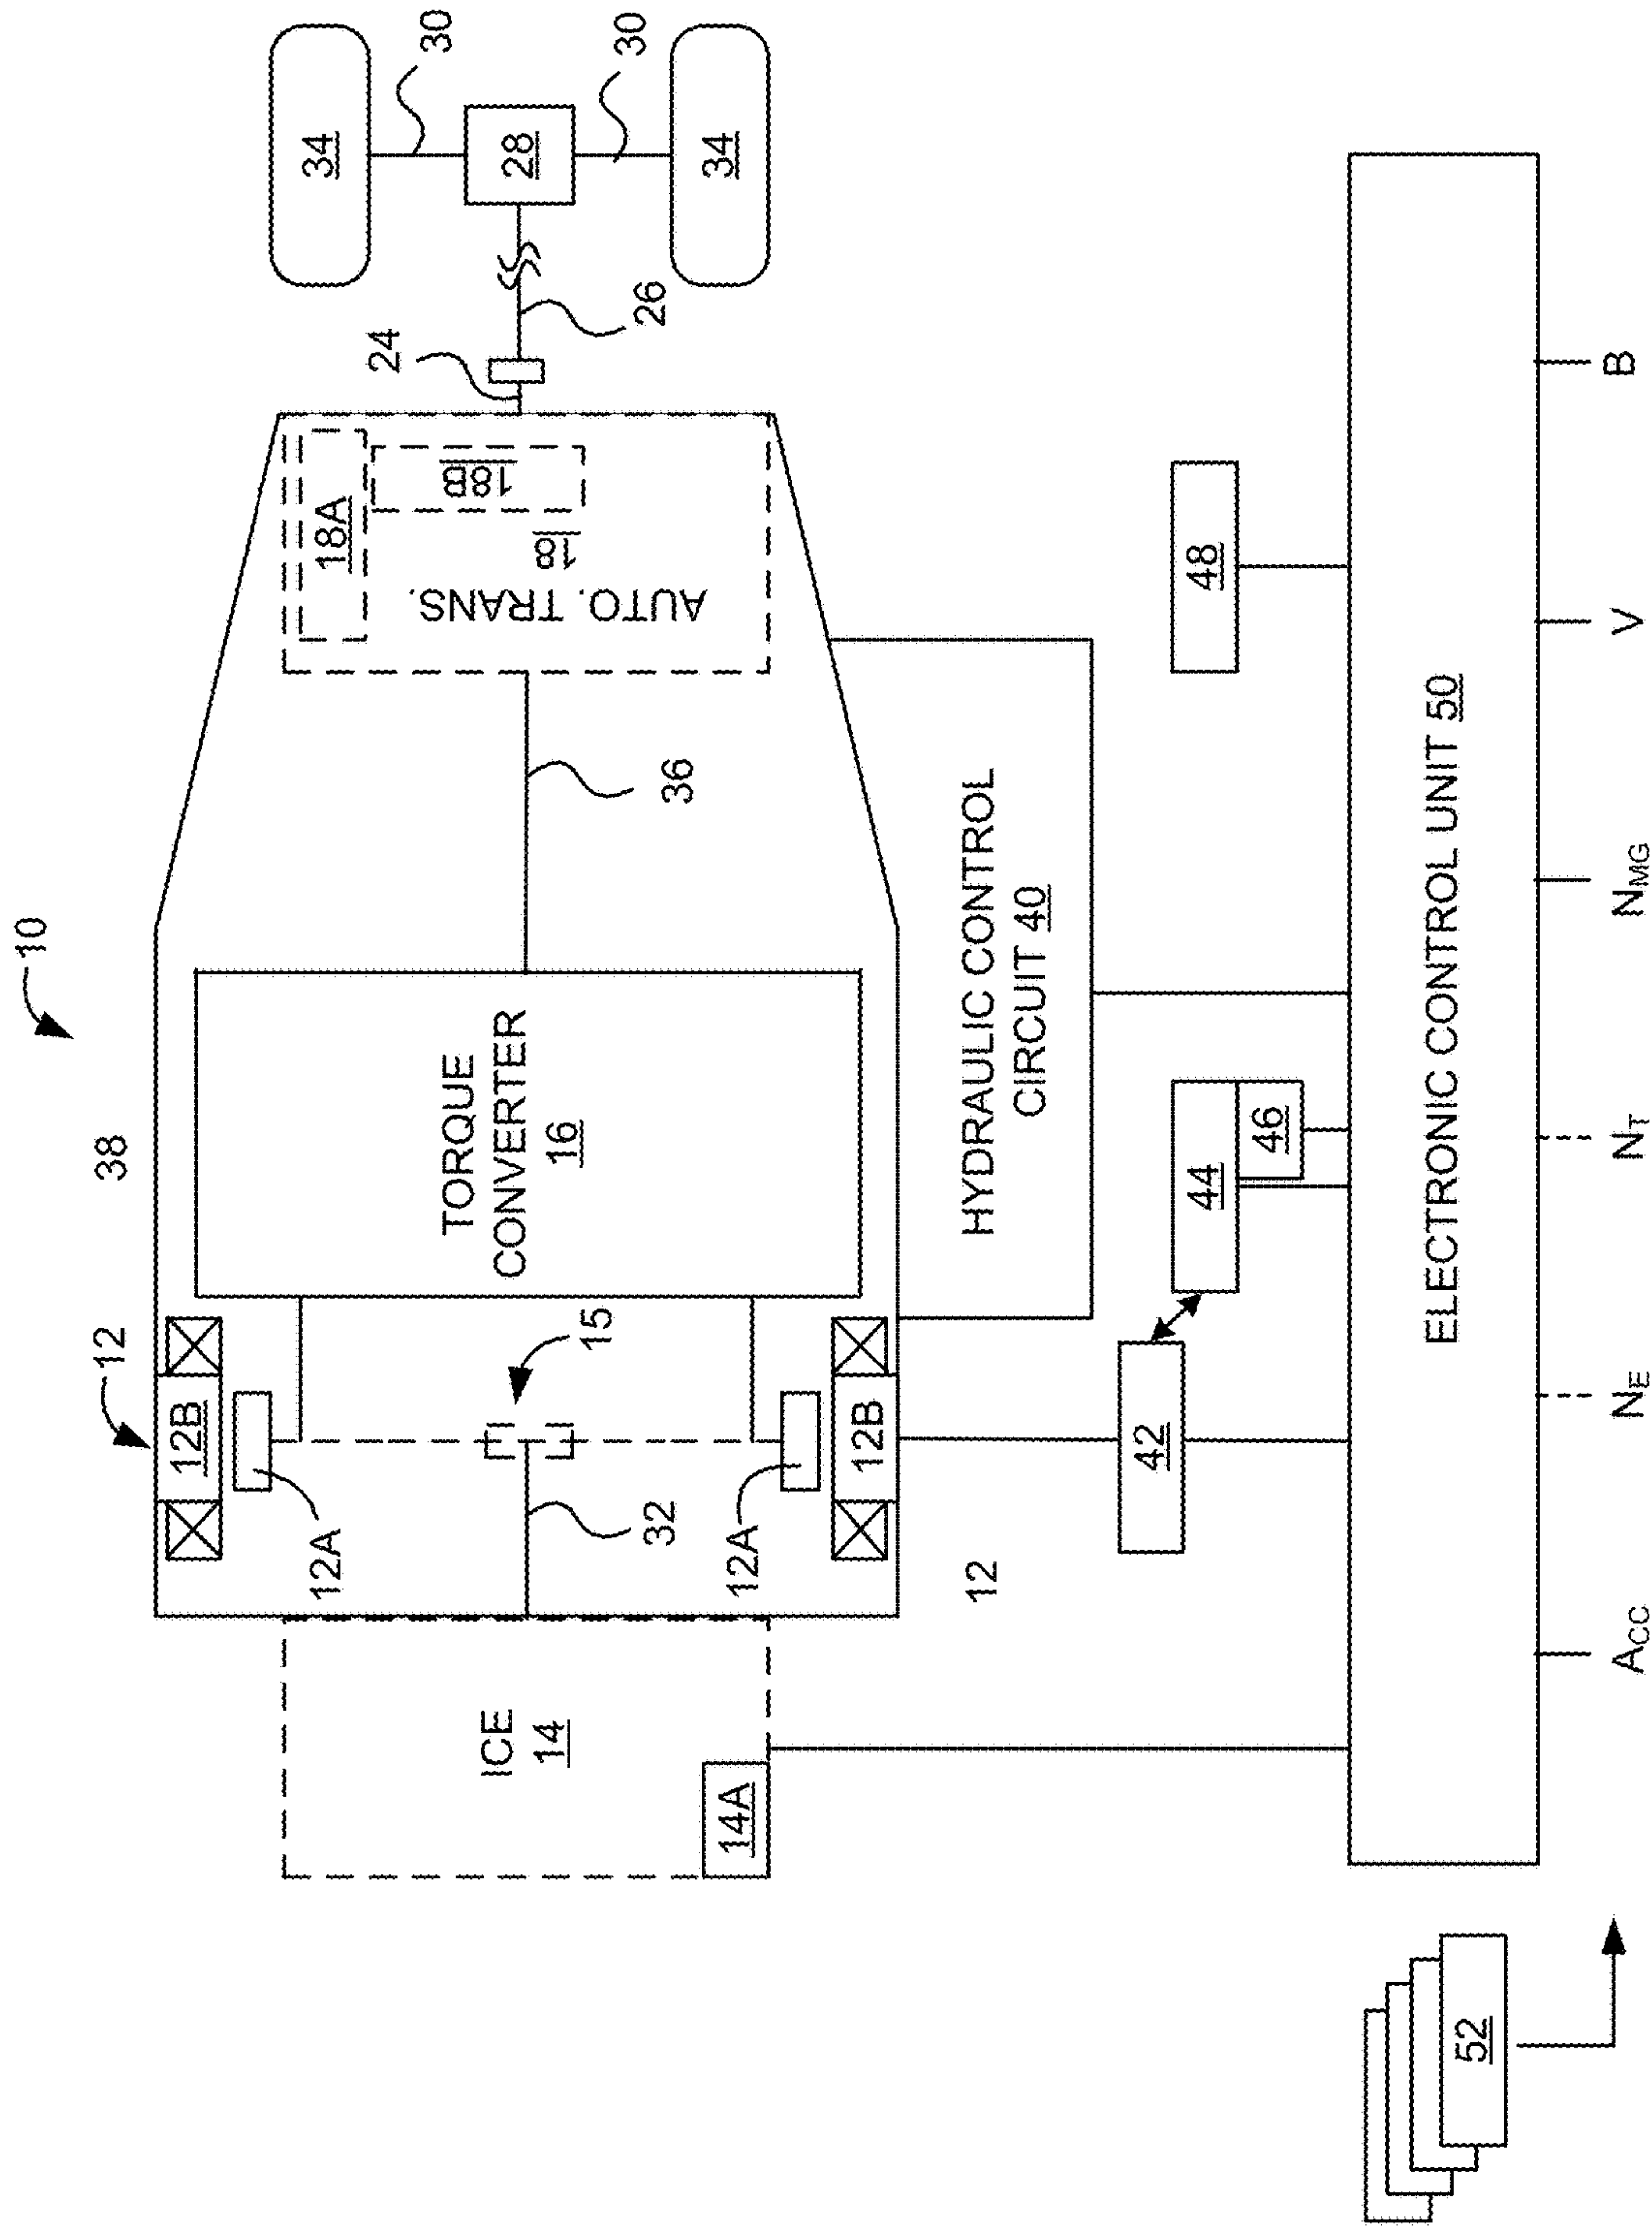 10
12
38
12B
12A
15
TORQUE
CONVERTER
16
36
AUTO. TRANS.
18
18A
18B
24
26
28
30
30
34
34
ICE
14
14A
32
12A
12B
12
HYDRAULIC CONTROL
CIRCUIT 40
42
44
46
48
ELECTRONIC CONTROL UNIT 50
52
ACC
NE
NT
NMG
V
B